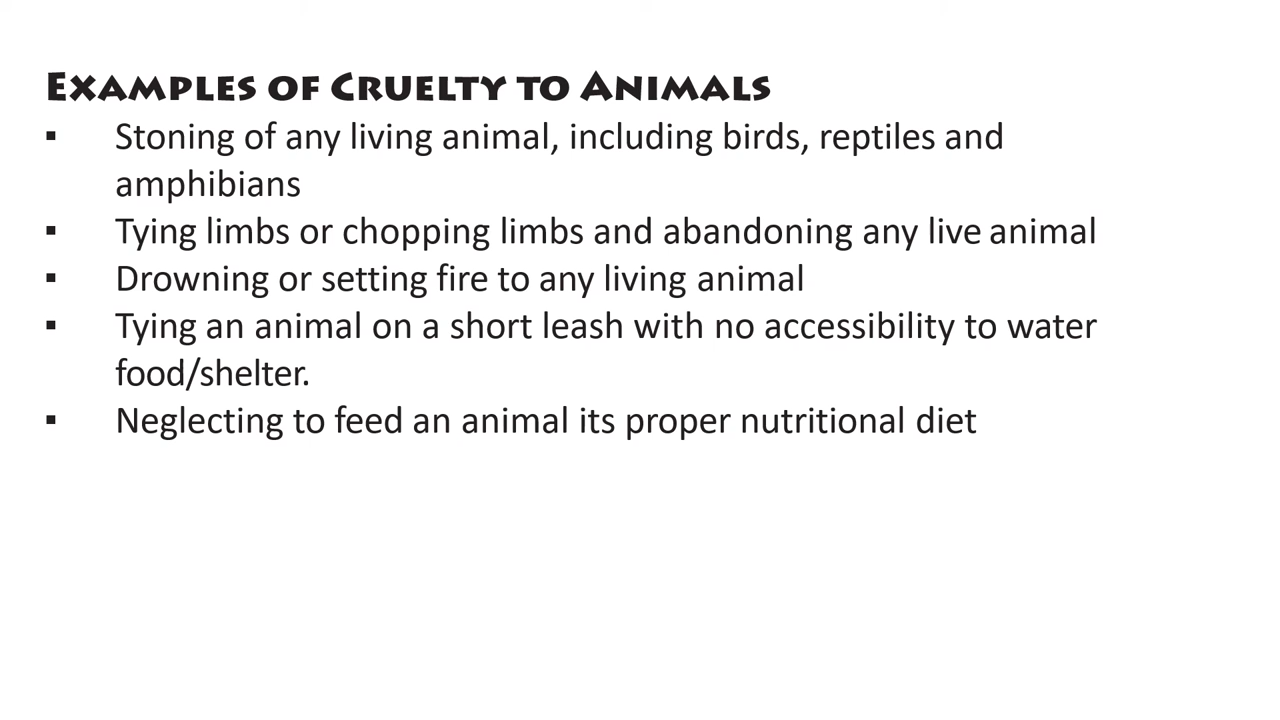 Examples of Cruelty to Animals
▪ Stoning of any living animal, including birds, reptiles and
amphibians
▪ Tying limbs or chopping limbs and abandoning any live animal
▪ Drowning or setting fire to any living animal
▪ Tying an animal on a short leash with no accessibility to water
food/shelter.
▪ Neglecting to feed an animal its proper nutritional diet